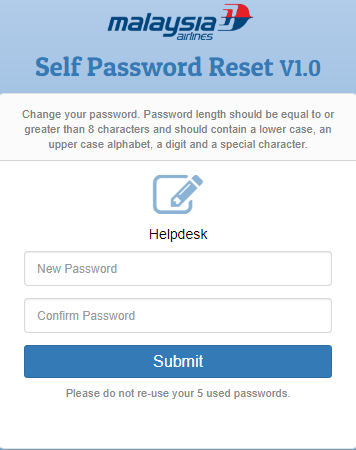 malaysia
airlines
Self Password Reset V1.0
Change your password. Password length should be equal to or
greater than 8 characters and should contain a lower case, an
upper case alphabet, a digit and a special character.
Helpdesk
New Password
Confirm Password
Submit
Please do not re-use your 5 used passwords.